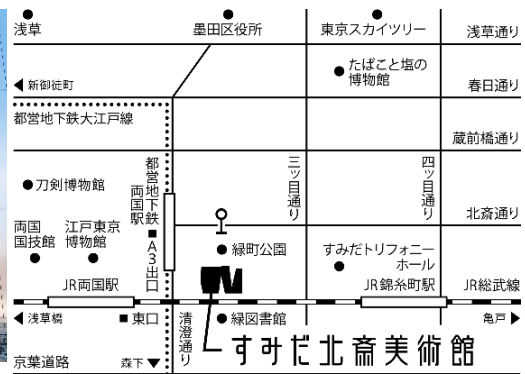 浅草
墨田区役所
東京スカイツリー
浅草通り
新御徒町
たばこと塩の
博物館
春日通り
都営地下鉄大江戸線
蔵前橋通り
刀剣博物館
都営地下鉄
両国駅
A3出口
三ッ目通り
四ッ目通り
北斎通り
両国
国技館
江戸東京
博物館
緑町公園
すみだトリフォニー
ホール
JR両国駅
JR錦糸町駅
JR総武線
浅草橋
東口
清澄通り
緑図書館
亀戸
すみだ北斎美術館
京葉道路
森下